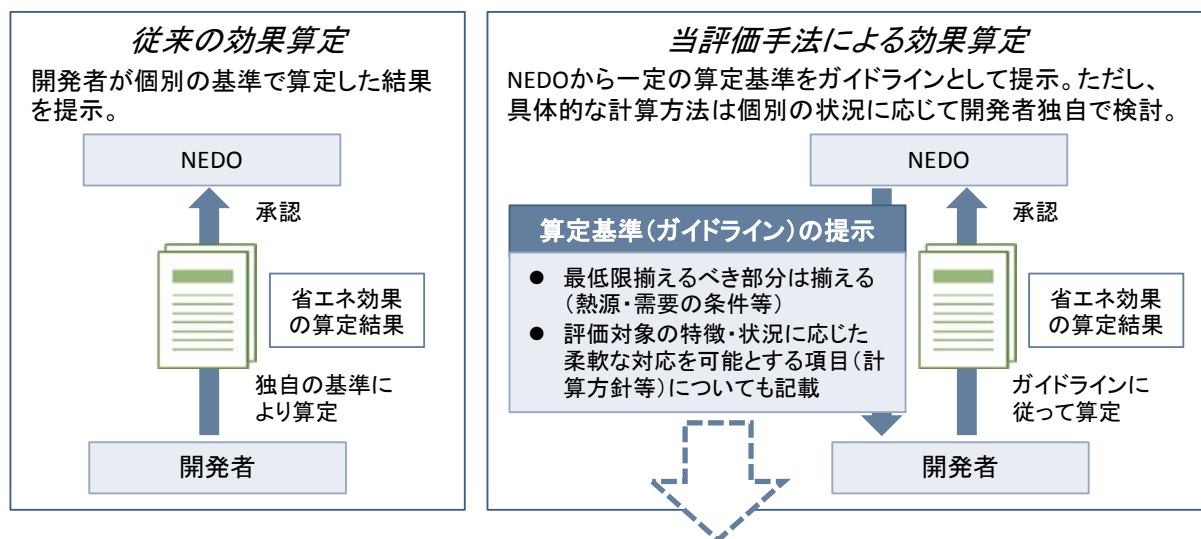 従来の効果算定
開発者が個別の基準で算定した結果
を提示。
NEDO
承認
省エネ効果
の算定結果
独自の基準に
より算定
開発者
当評価手法による効果算定
NEDOから一定の算定基準をガイドラインとして提示。ただし、
具体的な計算方法は個別の状況に応じて開発者独自で検討。
NEDO
承認
算定基準（ガイドライン）の提示
● 最低限揃えるべき部分は揃える
（熱源・需要の条件等）
● 評価対象の特徴・状況に応じた
柔軟な対応を可能とする項目（計
算方針等）についても記載
省エネ効果
の算定結果
ガイドラインに
従って算定
開発者